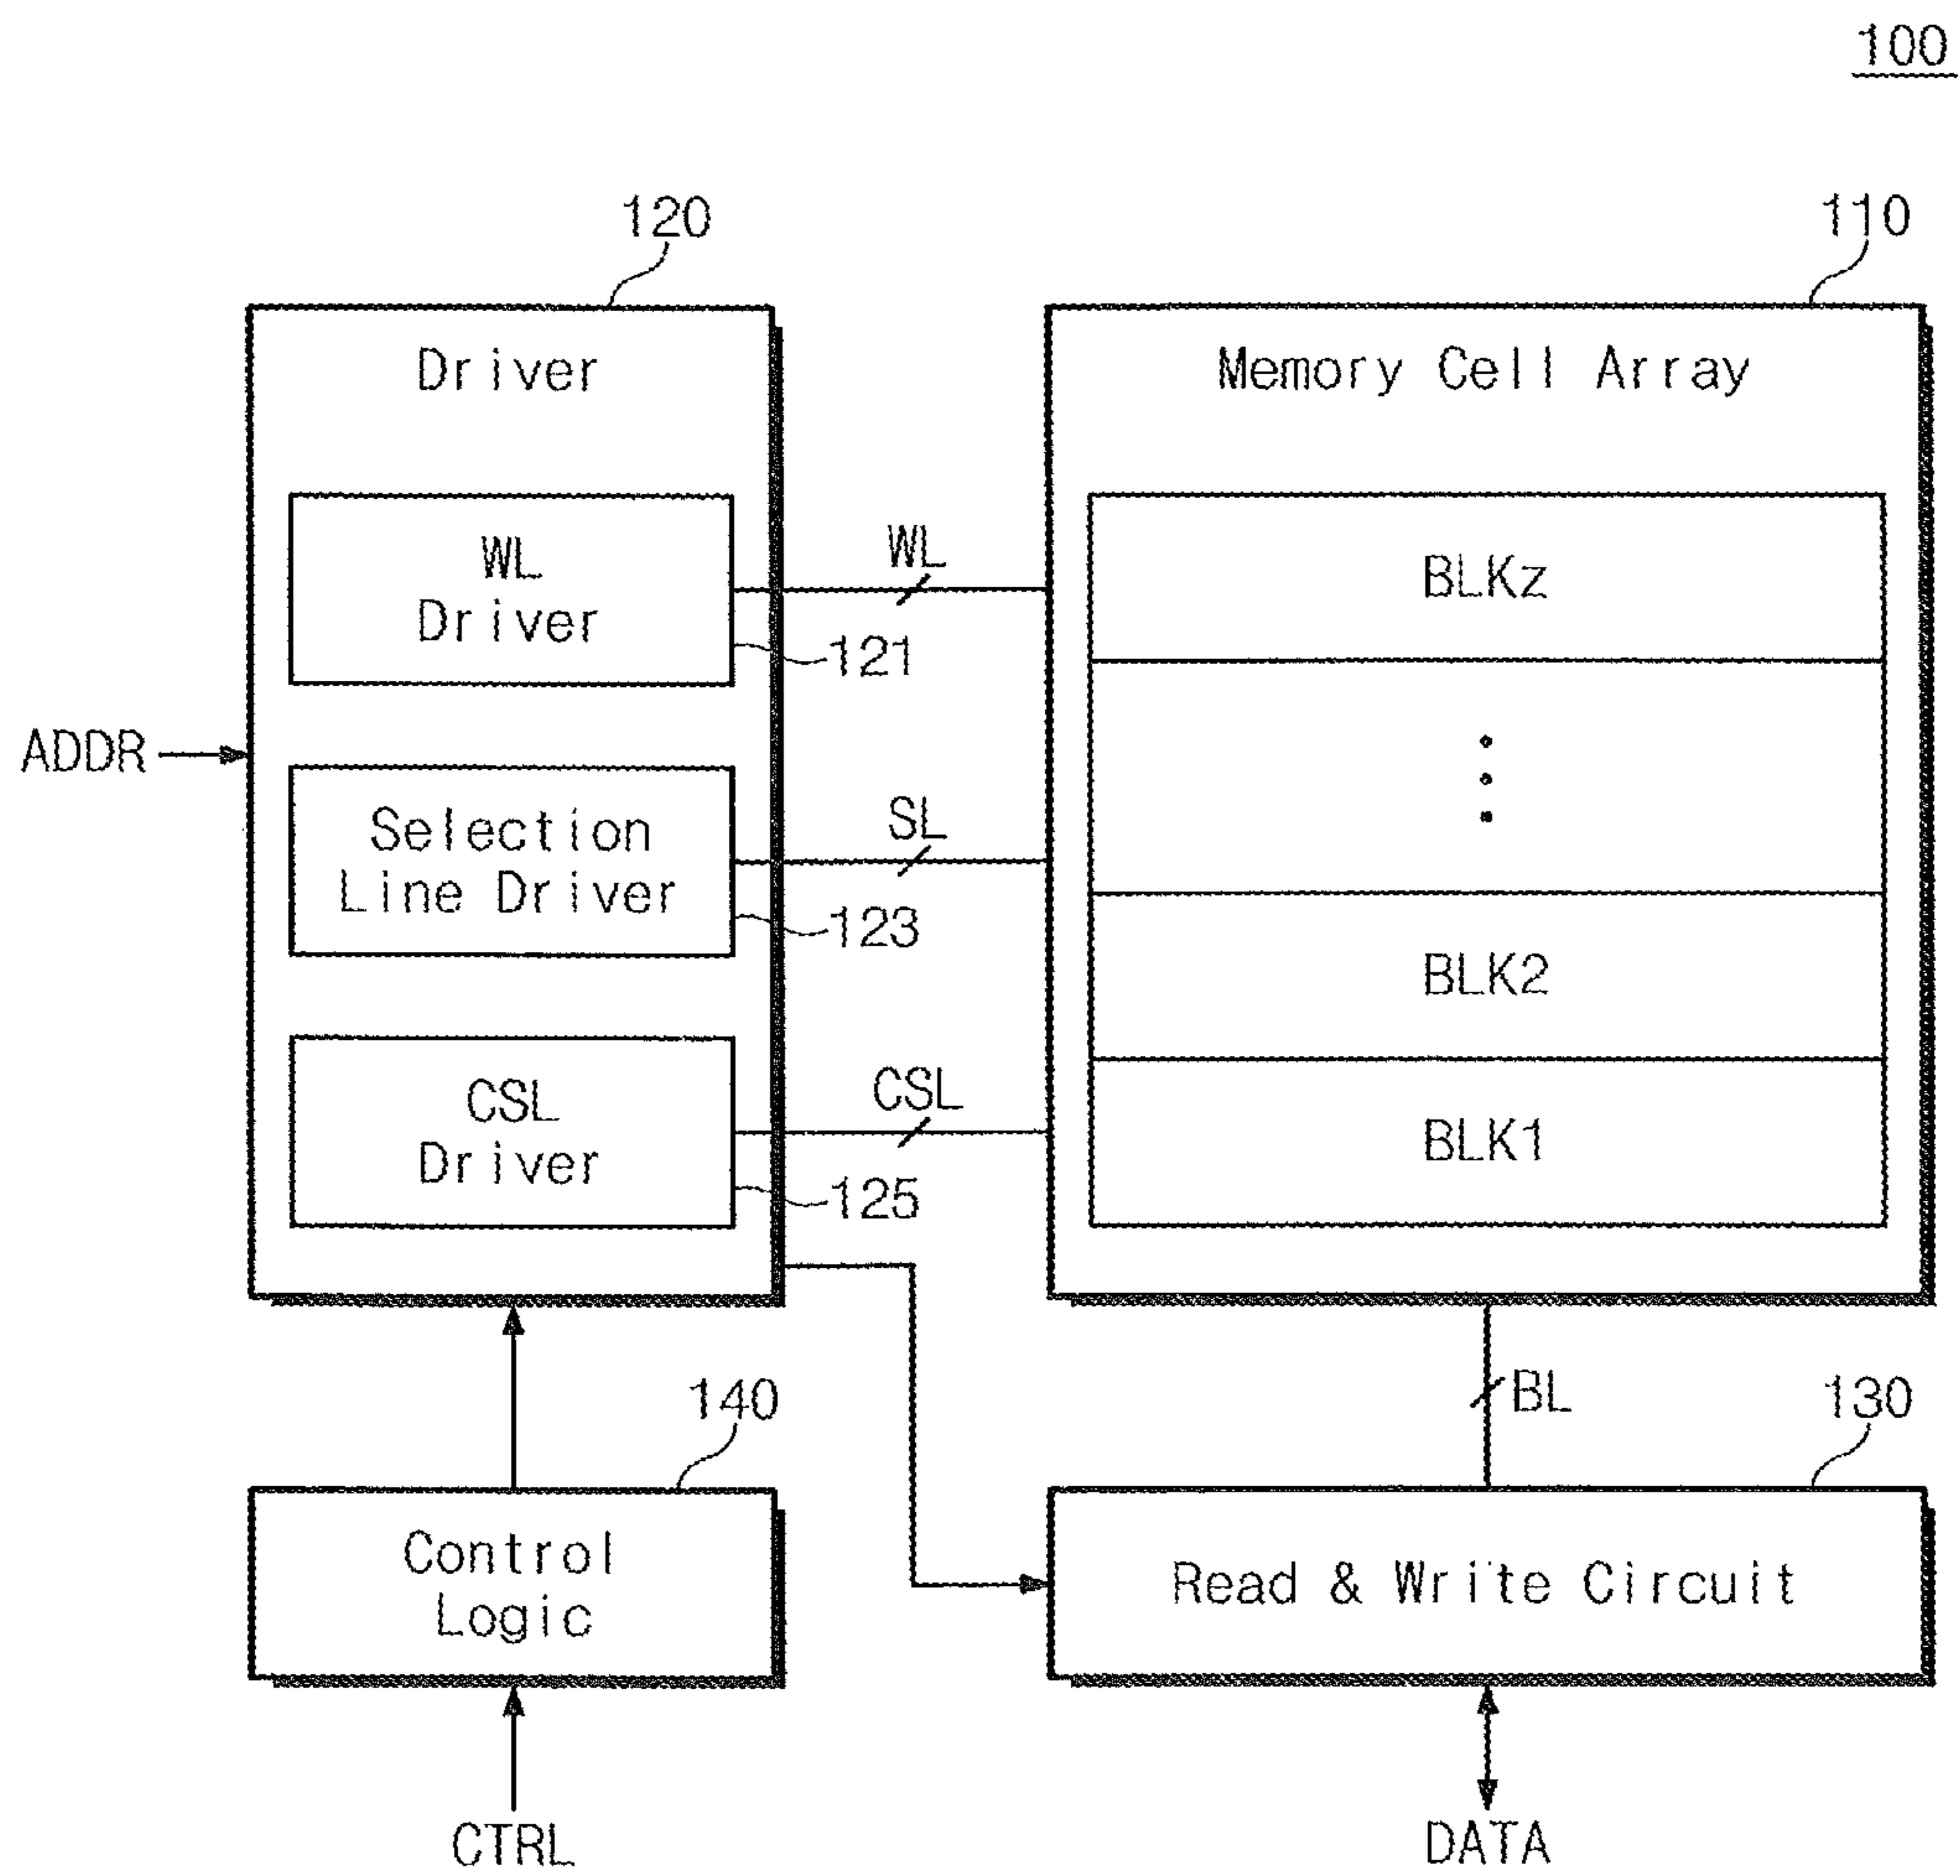 100
120
110
Driver
Memory Cell Array
WL
Driver
121
WL
BLKz
ADDR
Selection
Line Driver
123
SL
BLK2
CSL
Driver
125
CSL
BLK1
140
BL
130
Control
Logic
Read & Write Circuit
CTRL
DATA